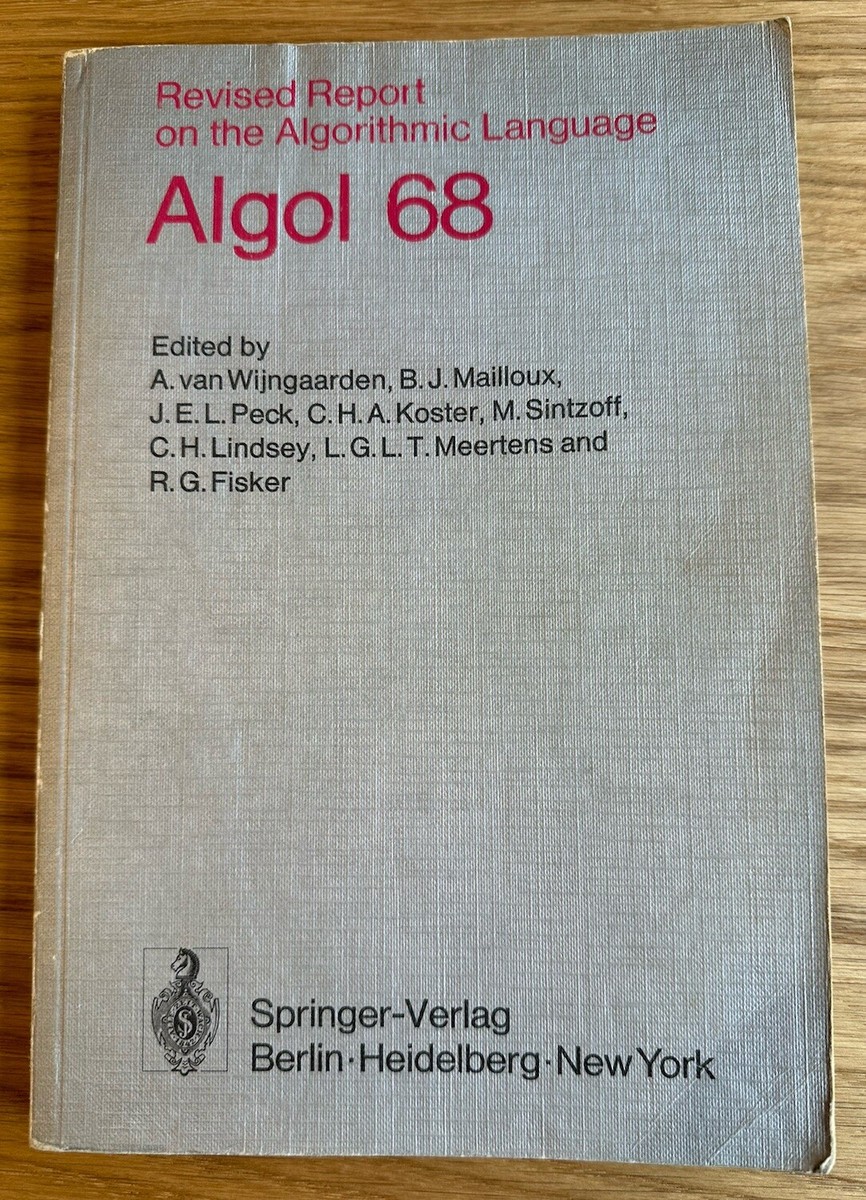 Revised Report
on the Algorithmic Language
Algol 68
Edited by
A. van Wijngaarden, B. J. Mailloux,
J. E. L. Peck, C. H. A. Koster, M. Sintzoff,
C. H. Lindsey, L. G. L. T. Meertens and
R. G. Fisker
Springer-Verlag
Berlin · Heidelberg · New York